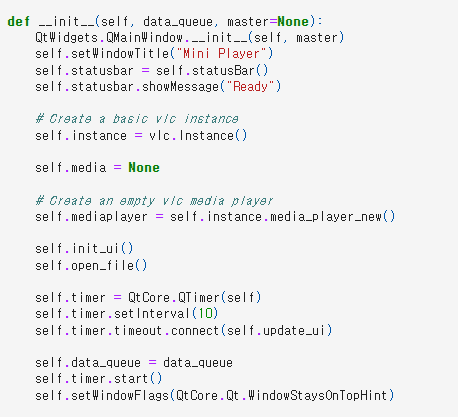 def __init__(self, data_queue, master=None):
    QtWidgets.QMainWindow.__init__(self, master)
    self.setWindowTitle("Mini Player")
    self.statusbar = self.statusBar()
    self.statusbar.showMessage("Ready")

    # Create a basic vlc instance
    self.instance = vlc.Instance()

    self.media = None

    # Create an empty vlc media player
    self.mediaplayer = self.instance.media_player_new()

    self.init_ui()
    self.open_file()

    self.timer = QtCore.QTimer(self)
    self.timer.setInterval(10)
    self.timer.timeout.connect(self.update_ui)

    self.data_queue = data_queue
    self.timer.start()
    self.setWindowFlags(QtCore.Qt.WindowStaysOnTopHint)